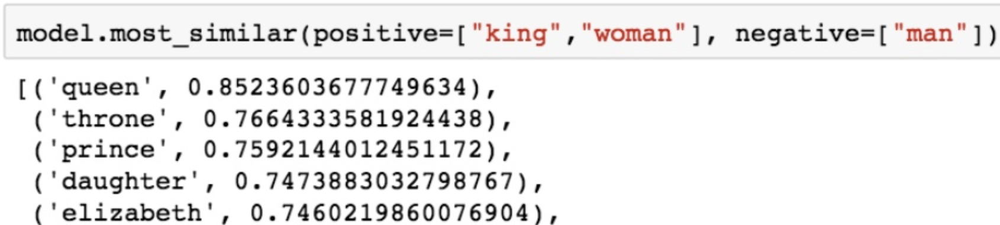 model.most_similar(positive=["king","woman"], negative=["man"])
[('queen', 0.8523603677749634),
('throne', 0.7664333581924438),
('prince', 0.7592144012451172),
('daughter', 0.7473883032798767),
('elizabeth', 0.7460219860076904),